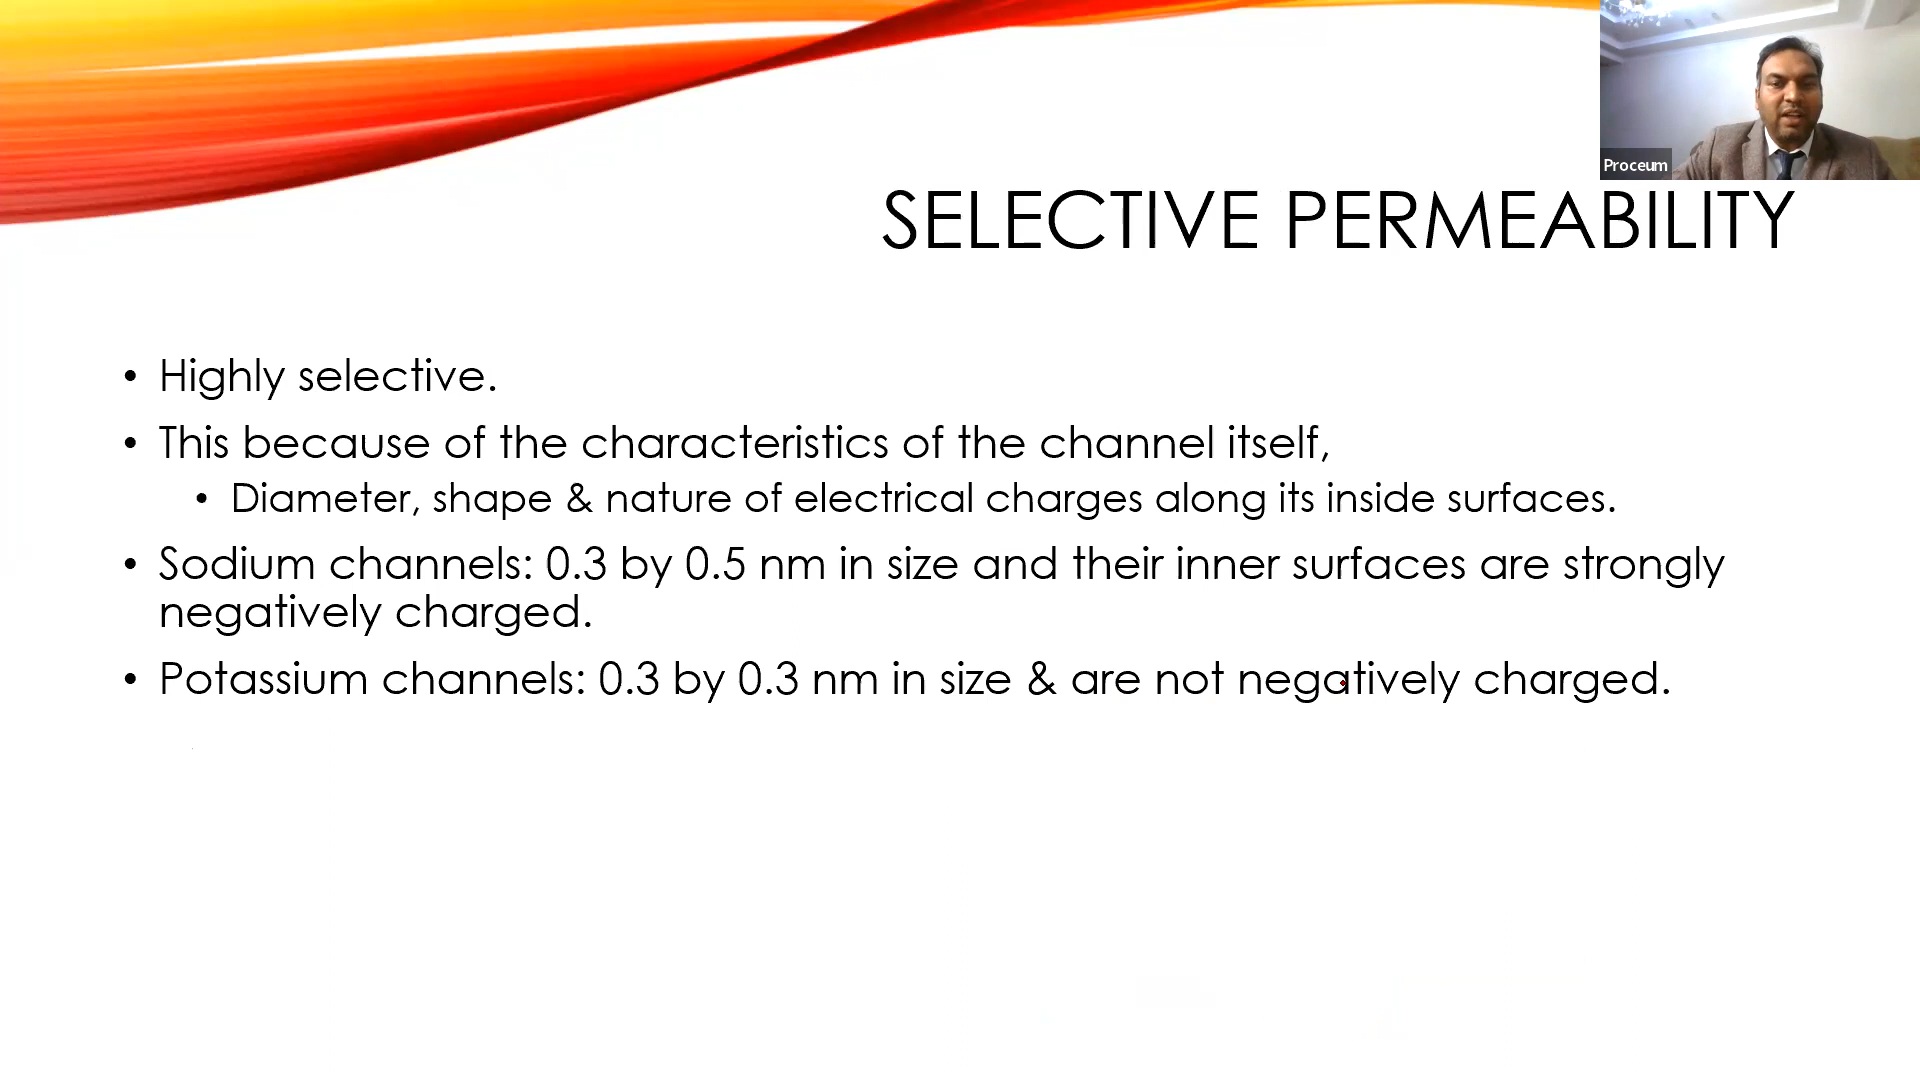 Proceum
SELECTIVE PERMEABILITY
• Highly selective.
• This because of the characteristics of the channel itself,
• Diameter, shape & nature of electrical charges along its inside surfaces.
• Sodium channels: 0.3 by 0.5 nm in size and their inner surfaces are strongly
negatively charged.
• Potassium channels: 0.3 by 0.3 nm in size & are not negatively charged.